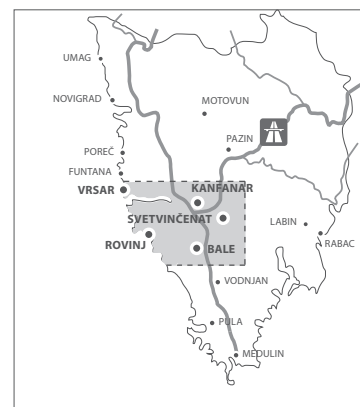 UMAG
NOVIGRAD
MOTOVUN
POREČ
PAZIN
FUNTANA
VRSAR
KANFANAR
SVETVINČENAT
LABIN
RABAC
ROVINJ
BALE
VODNJAN
PULA
MEDULIN